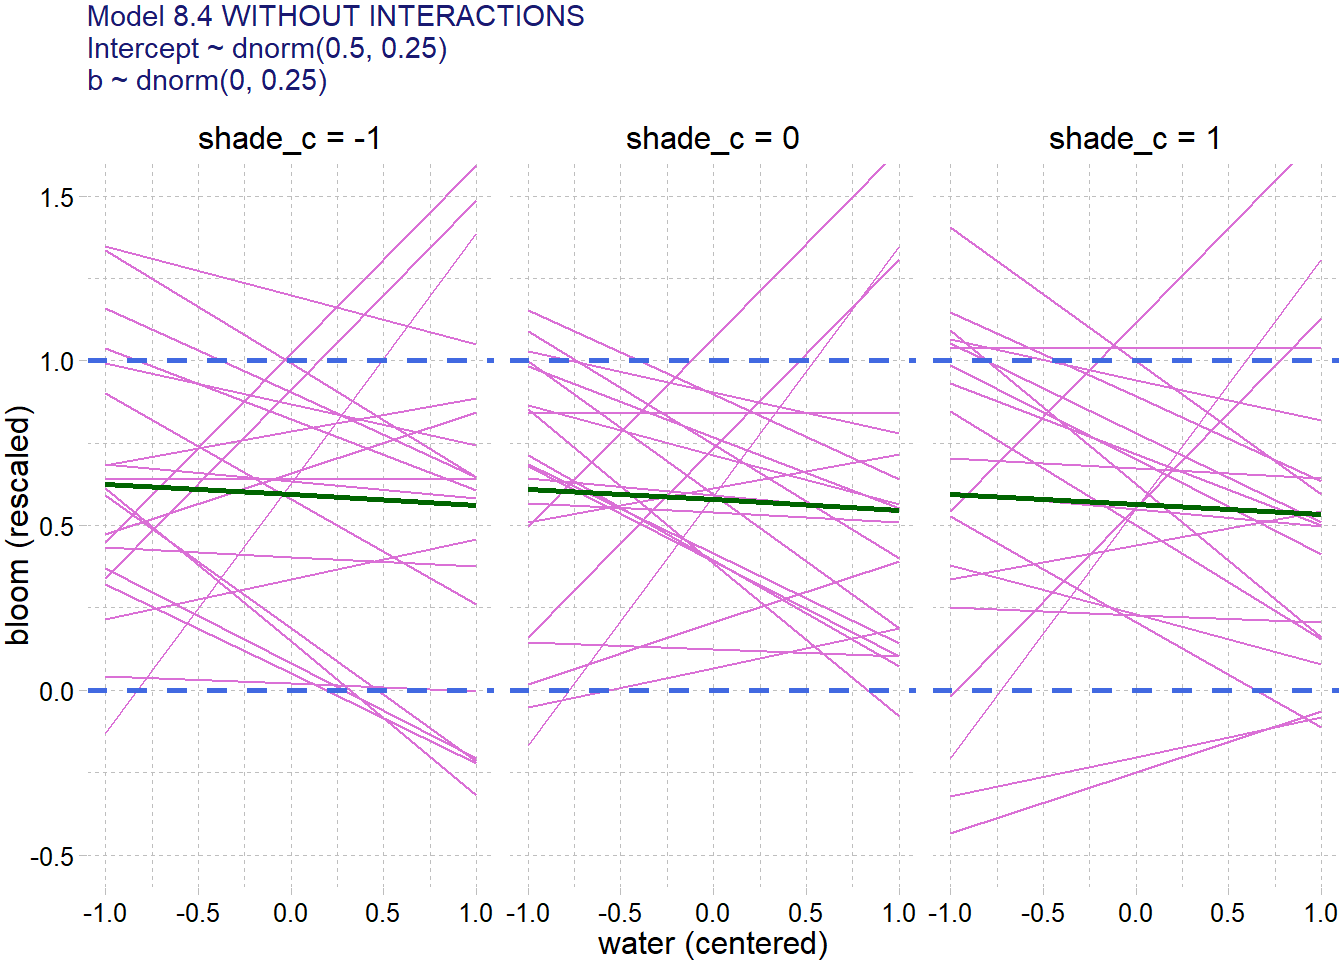 Model 8.4 WITHOUT INTERACTIONS
Intercept ~ dnorm(0.5, 0.25)
b ~ dnorm(0, 0.25)
shade_c = -1
shade_c = 0
shade_c = 1
bloom (rescaled)
1.5
1.0
0.5
0.0
-0.5
-1.0 -0.5 0.0 0.5 1.0
-1.0 -0.5 0.0 0.5 1.0
-1.0 -0.5 0.0 0.5 1.0
water (centered)